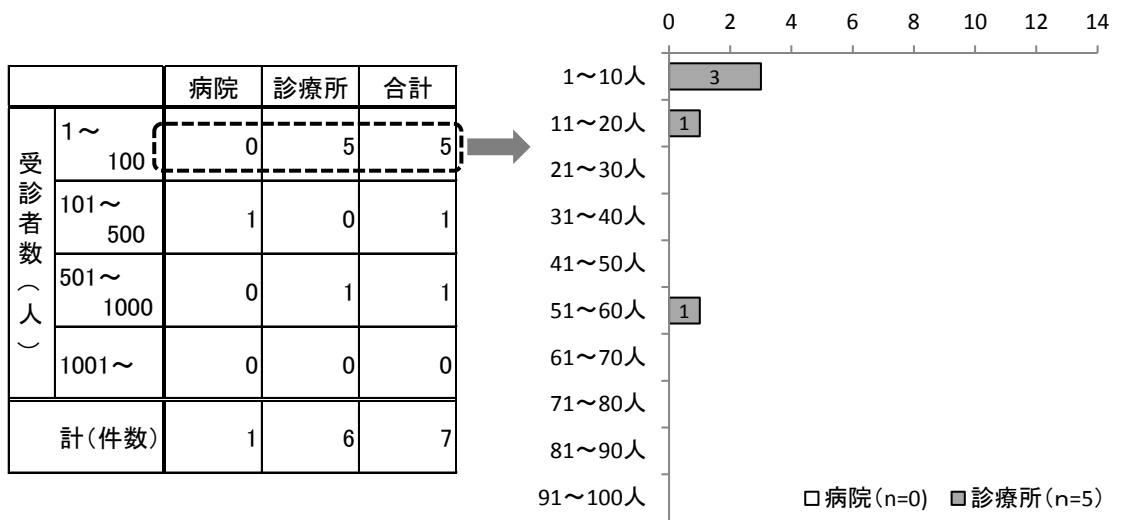 病院 診療所 合計
受診者数（人）
1～100 0 5 5
101～500 1 0 1
501～1000 0 1 1
1001～ 0 0 0
計(件数) 1 6 7
0 2 4 6 8 10 12 14
1～10人 3
11～20人 1
21～30人
31～40人
41～50人
51～60人 1
61～70人
71～80人
81～90人
91～100人
病院(n=0) 診療所(n=5)